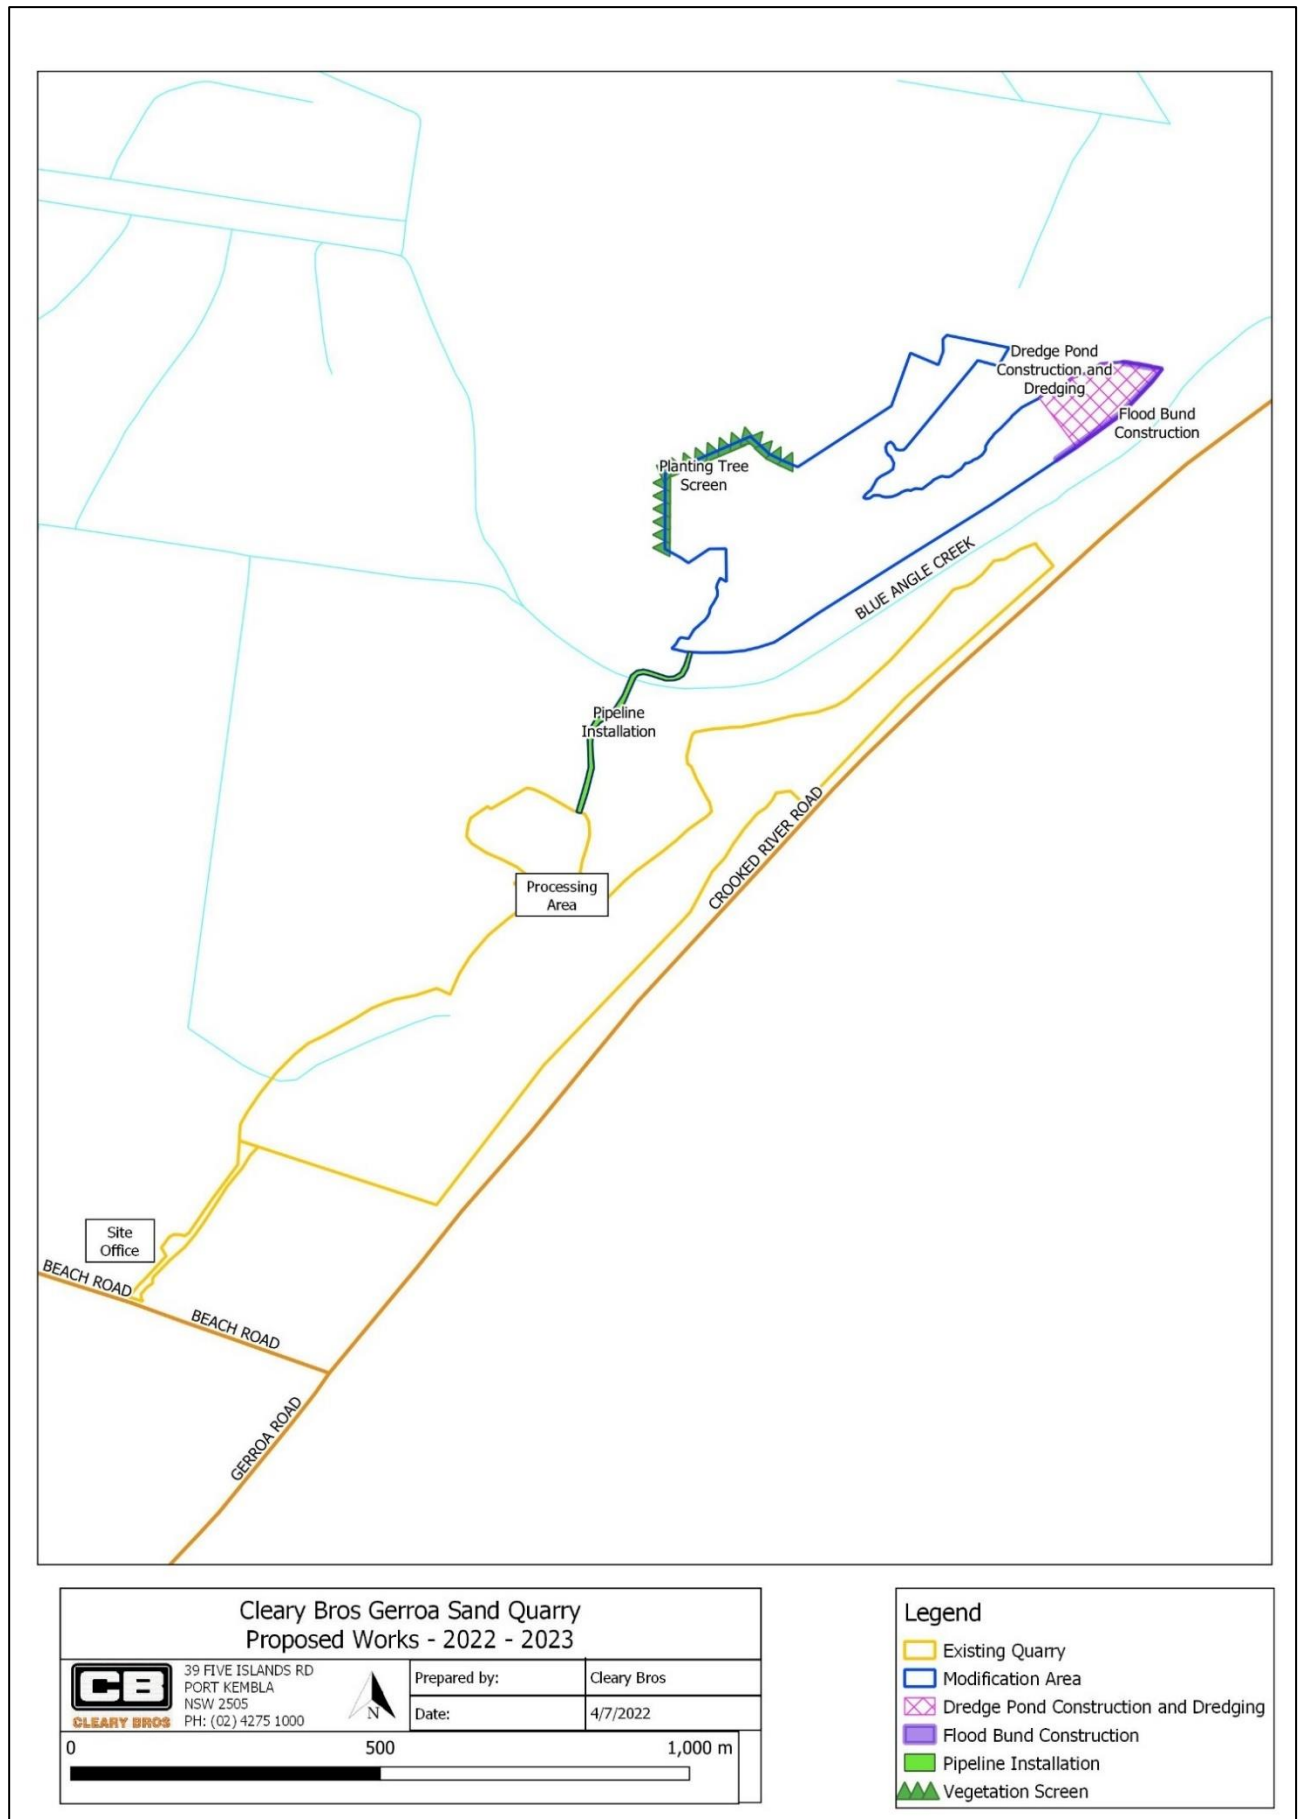 Dredge Pond
Construction and
Dredging
Flood Bund
Construction
Planting Tree
Screen
BLUE ANGLE CREEK
Pipeline
Installation
CROOKED RIVER ROAD
Processing
Area
Site
Office
BEACH ROAD
BEACH ROAD
GERROA ROAD
Cleary Bros Gerroa Sand Quarry
Proposed Works - 2022 - 2023
CB
CLEARY BROS
39 FIVE ISLANDS RD
PORT KEMBLA
NSW 2505
PH: (02) 4275 1000
N
Prepared by:
Cleary Bros
Date:
4/7/2022
0 500 1,000 m
Legend
Existing Quarry
Modification Area
Dredge Pond Construction and Dredging
Flood Bund Construction
Pipeline Installation
Vegetation Screen